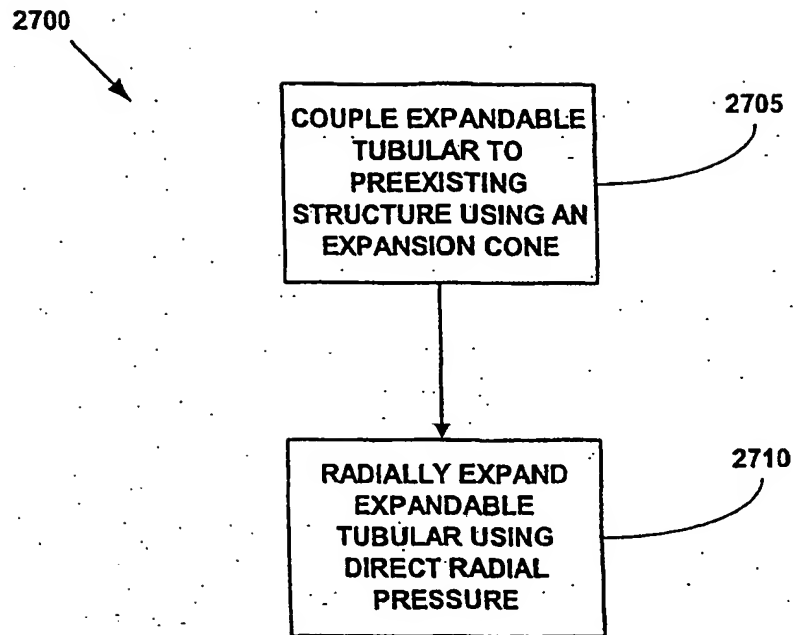 2700
COUPLE EXPANDABLE
TUBULAR TO
PREEXISTING
STRUCTURE USING AN
EXPANSION CONE
2705
RADIALLY EXPAND
EXPANDABLE
TUBULAR USING
DIRECT RADIAL
PRESSURE
2710